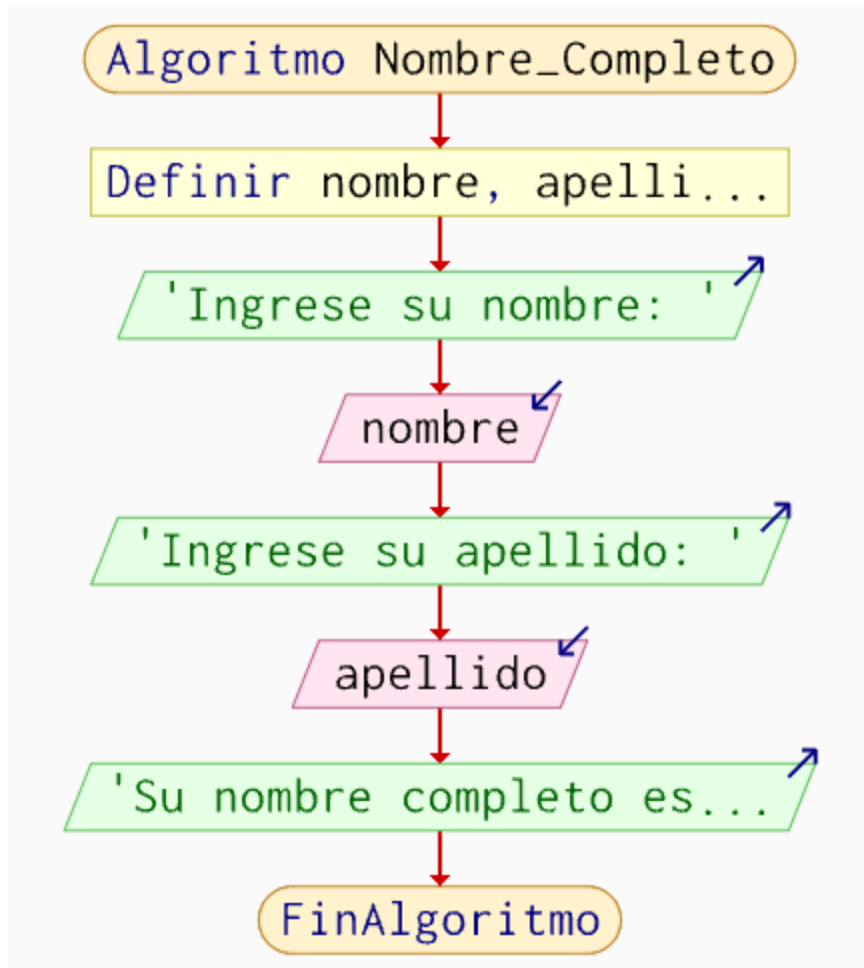 Algoritmo Nombre_Completo
Definir nombre, apelli...
'Ingrese su nombre: '
nombre
'Ingrese su apellido: '
apellido
'Su nombre completo es...
FinAlgoritmo